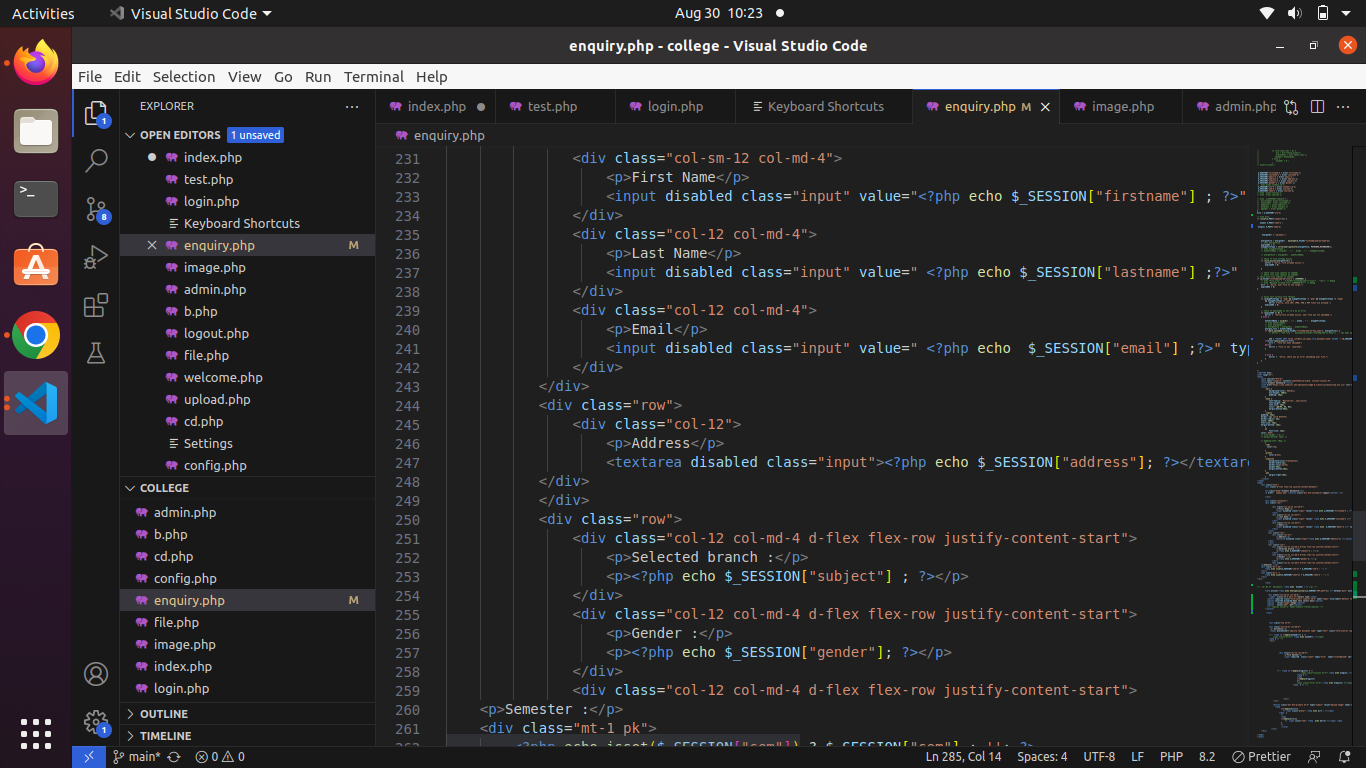 Activities Visual Studio Code Aug 30 10:23
enquiry.php - college - Visual Studio Code
File Edit Selection View Go Run Terminal Help
EXPLORER
index.php test.php login.php Keyboard Shortcuts enquiry.php M image.php admin.php
enquiry.php
OPEN EDITORS 1 unsaved
index.php
test.php
login.php
Keyboard Shortcuts
enquiry.php M
image.php
admin.php
b.php
logout.php
file.php
welcome.php
upload.php
cd.php
Settings
config.php
COLLEGE
admin.php
b.php
cd.php
config.php
enquiry.php M
file.php
image.php
index.php
login.php
OUTLINE
TIMELINE
1
8
1
231 <div class="col-sm-12 col-md-4">
232 <p>First Name</p>
233 <input disabled class="input" value="<?php echo $_SESSION["firstname"] ; ?>"
234 </div>
235 <div class="col-12 col-md-4">
236 <p>Last Name</p>
237 <input disabled class="input" value=" <?php echo $_SESSION["lastname"] ;?>"
238 </div>
239 <div class="col-12 col-md-4">
240 <p>Email</p>
241 <input disabled class="input" value=" <?php echo  $_SESSION["email"] ;?>" typ
242 </div>
243 </div>
244 <div class="row">
245 <div class="col-12">
246 <p>Address</p>
247 <textarea disabled class="input"><?php echo $_SESSION["address"]; ?></textare
248 </div>
249 </div>
250 <div class="row">
251 <div class="col-12 col-md-4 d-flex flex-row justify-content-start">
252 <p>Selected branch :</p>
253 <p><?php echo $_SESSION["subject"] ; ?></p>
254 </div>
255 <div class="col-12 col-md-4 d-flex flex-row justify-content-start">
256 <p>Gender :</p>
257 <p><?php echo $_SESSION["gender"]; ?></p>
258 </div>
259 <div class="col-12 col-md-4 d-flex flex-row justify-content-start">
260 <p>Semester :</p>
261 <div class="mt-1 pk">
262 <?php echo isset($_SESSION["sem"]) ? $_SESSION["sem"] : ''; ?>
main* 0 0 Ln 285, Col 14 Spaces: 4 UTF-8 LF PHP 8.2 Prettier